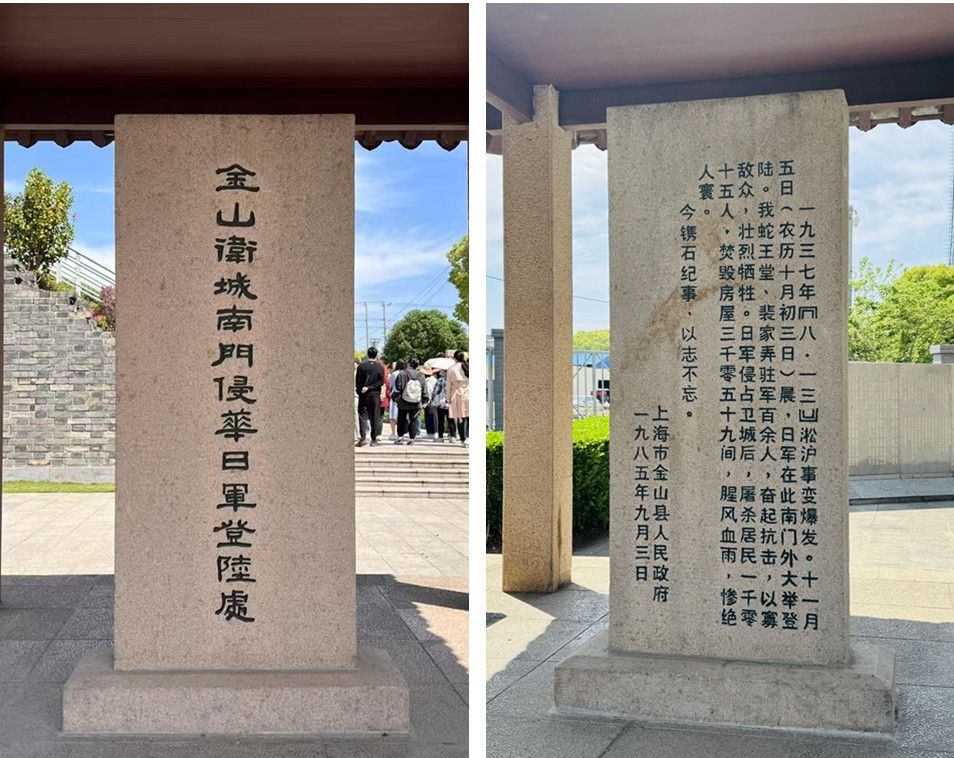 金山衛城南門侵華日軍登陸處
一九三七年「八·一三」淞沪事变爆发。十一月
五日（农历十月初三日）晨，日军在此南门外大举登
陆。我蛇王堂、裴家弄驻军百余人，奋起抗击，以寡
敌众，壮烈牺牲。日军侵占卫城后，屠杀居民一千零
十五人，焚毁房屋三千零五十九间，腥风血雨，惨绝
人寰。
今镌石纪事，以志不忘。
上海市金山县人民政府
一九八五年九月三日